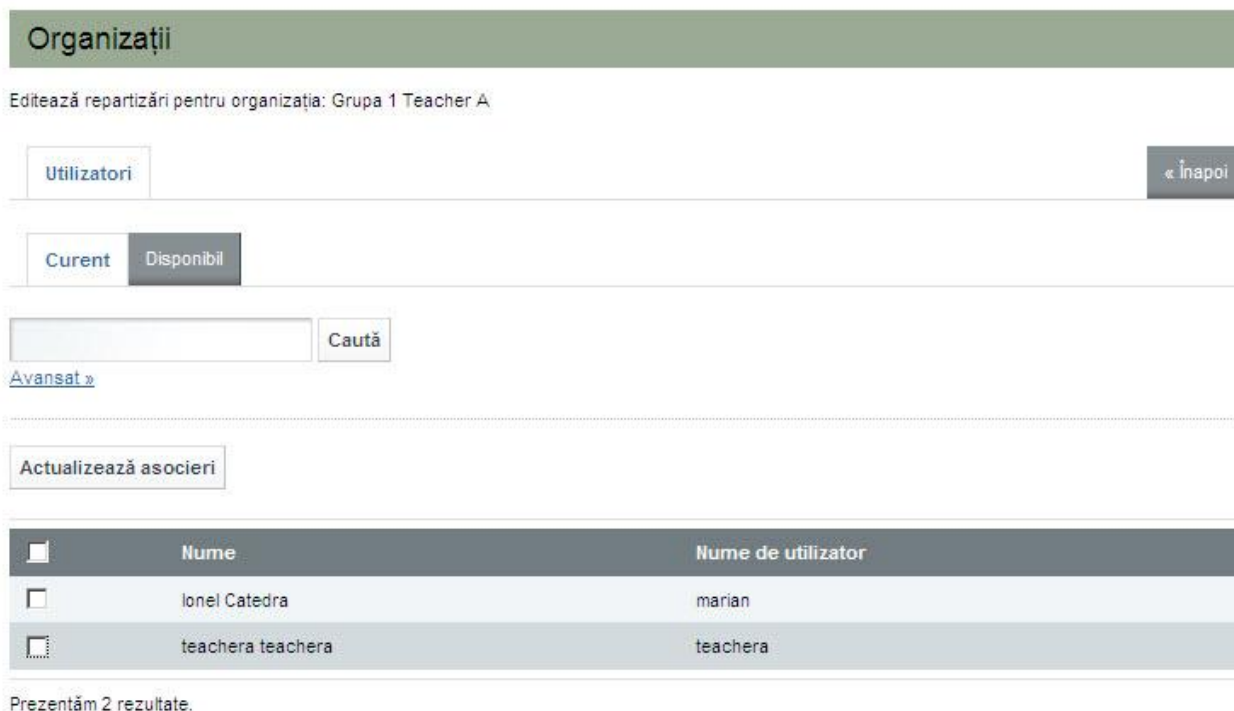 Organizații
Editează repartizări pentru organizația: Grupa 1 Teacher A
Utilizatori
« Înapoi
Curent Disponibil
Caută
Avansat »
Actualizează asocieri
Nume Nume de utilizator
Ionel Catedra marian
teachera teachera teachera
Prezentăm 2 rezultate.